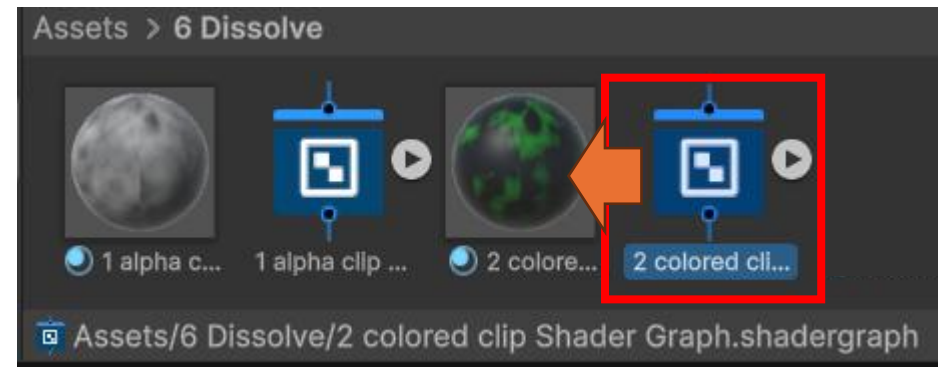 Assets > 6 Dissolve
1 alpha c...
1 alpha clip ...
2 colore...
2 colored cli...
Assets/6 Dissolve/2 colored clip Shader Graph.shadergraph